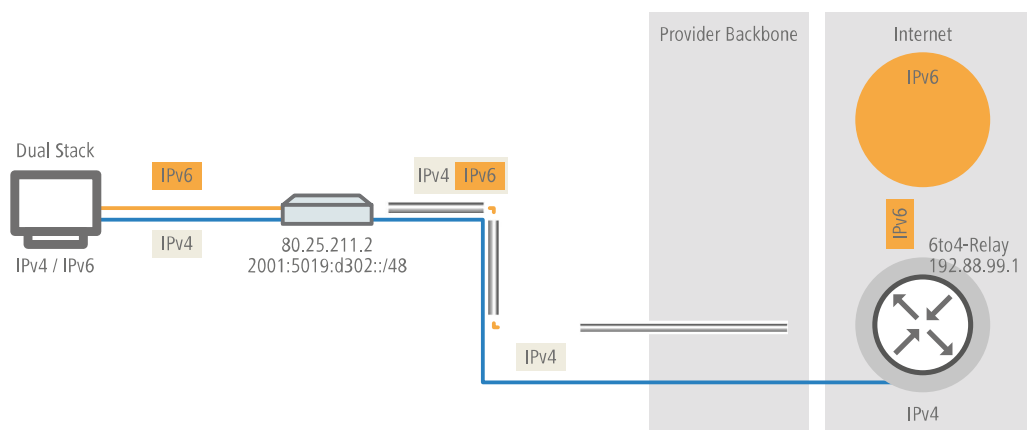 Provider Backbone
Internet
IPv6
Dual Stack
IPv6
IPv4 IPv6
IPv6
IPv4
80.25.211.2
2001:5019:d302::/48
6to4-Relay
192.88.99.1
IPv4 / IPv6
IPv4
IPv4